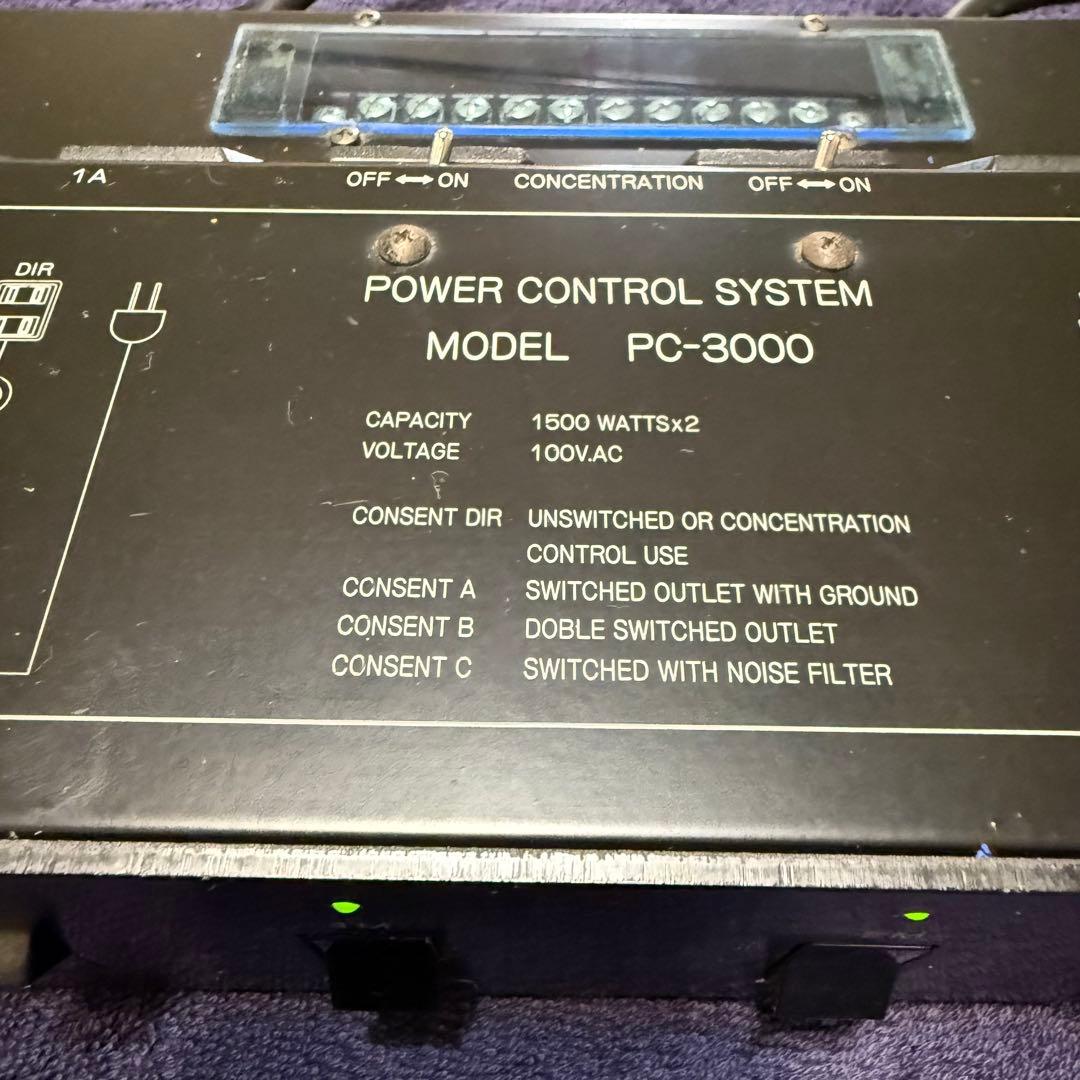 1A
OFF ↔ ON CONCENTRATION OFF ↔ ON
DIR
POWER CONTROL SYSTEM
MODEL PC-3000
CAPACITY 1500 WATTSx2
VOLTAGE 100V.AC
CONSENT DIR UNSWITCHED OR CONCENTRATION
CONTROL USE
CONSENT A SWITCHED OUTLET WITH GROUND
CONSENT B DOBLE SWITCHED OUTLET
CONSENT C SWITCHED WITH NOISE FILTER